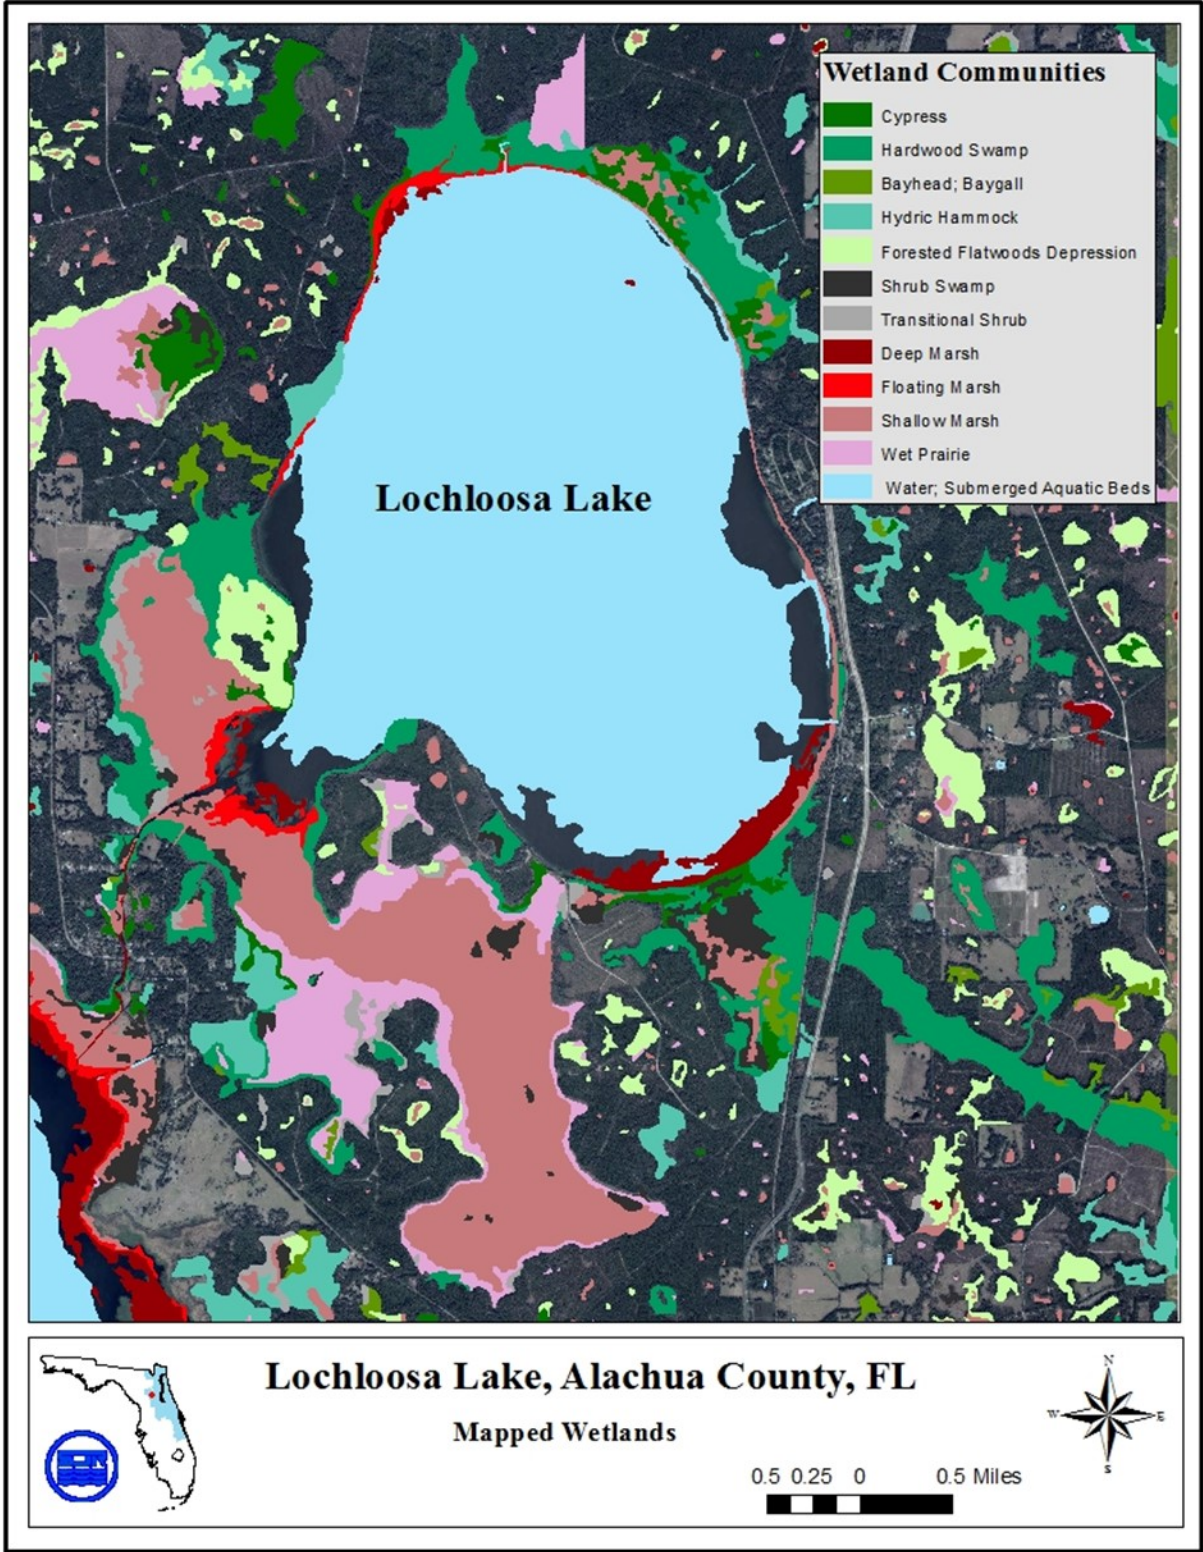 Wetland Communities
Cypress
Hardwood Swamp
Bayhead; Baygall
Hydric Hammock
Forested Flatwoods Depression
Shrub Swamp
Transitional Shrub
Deep Marsh
Floating Marsh
Shallow Marsh
Wet Prairie
Water; Submerged Aquatic Beds
Lochloosa Lake
Lochloosa Lake, Alachua County, FL
Mapped Wetlands
N
W E
S
0.5 0.25 0 0.5 Miles